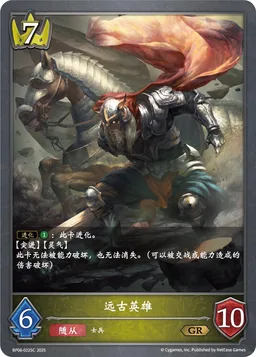 7
进化 1 ：此卡进化。
【突进】【灵气】
此卡无法被能力破坏，也无法消失。（可以被交战或能力造成的
伤害破坏）
远古英雄
6
随从 士兵
GR
10
BP06-022SC 2025
© Cygames, Inc. Published by NetEase Games